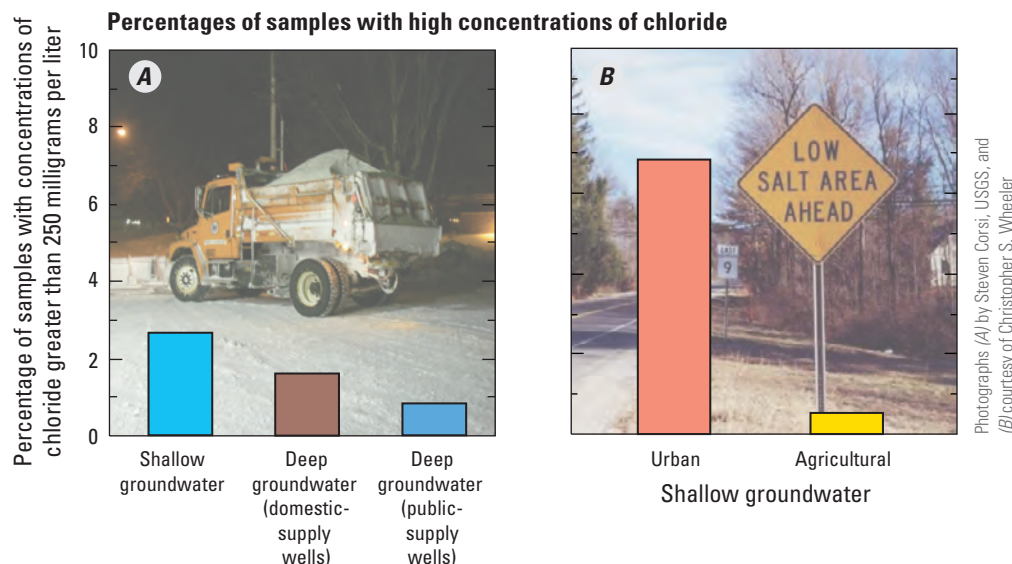 Percentages of samples with high concentrations of chloride
Percentage of samples with concentrations of
chloride greater than 250 milligrams per liter
10
8
6
4
2
0
A
Shallow
groundwater
Deep
groundwater
(domestic-
supply
wells)
Deep
groundwater
(public-
supply
wells)
B
LOW
SALT AREA
AHEAD
EAST
9
Urban
Agricultural
Shallow groundwater
Photographs (A) by Steven Corsi, USGS, and
(B) courtesy of Christopher S. Wheeler